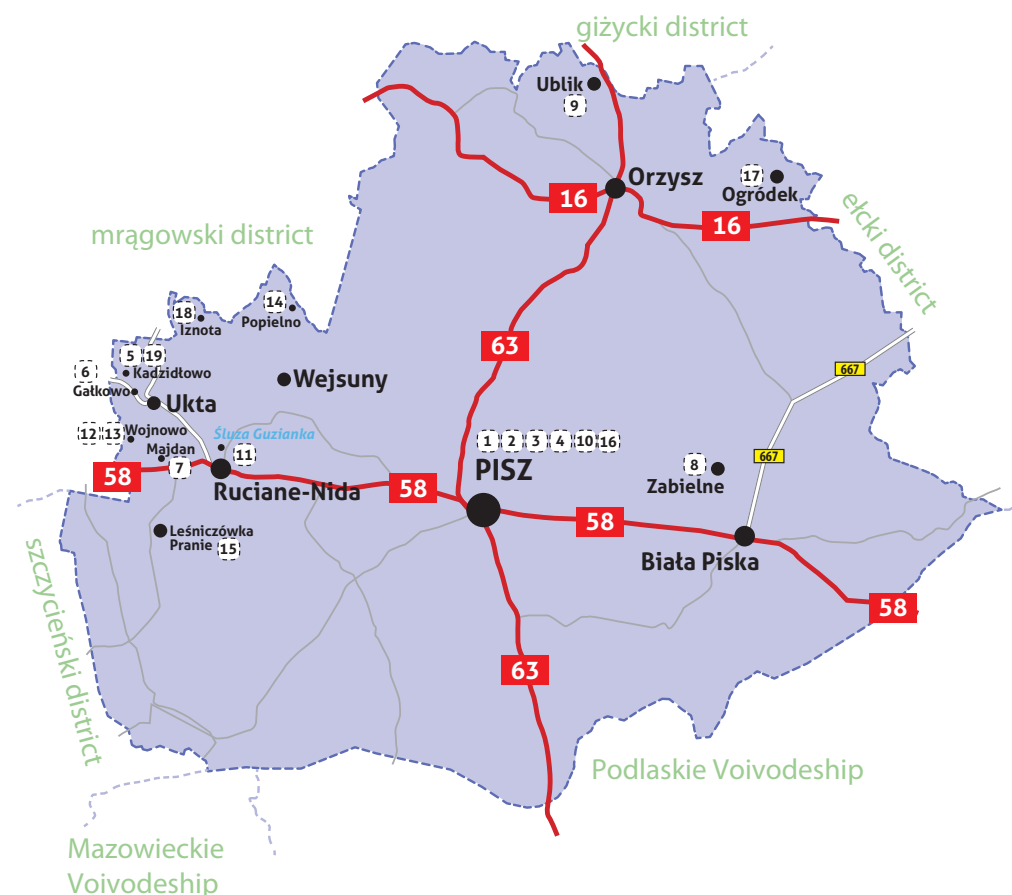 giżycki district
Ublik
9
Orzysz
17
Ogródek
16
16
ełcki district
mrągowski district
14
Popielno
18
Iznota
63
5 19
Kadzidłowo
6
Gałkowo
Wejsuny
667
Ukta
12 13 Wojnowo
Śluza Guzianka
1 2 3 4 10 16
PISZ
Majdan
7
11
58
Ruciane-Nida
58
8
Zabielne
667
58
Leśniczówka
Pranie
15
Biała Piska
58
szczycieński district
63
Podlaskie Voivodeship
Mazowieckie
Voivodeship